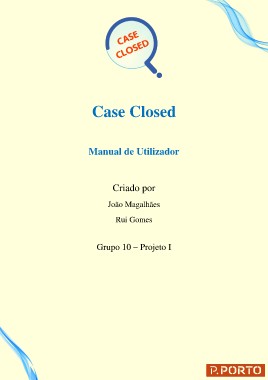 CASE
CLOSED
Case Closed
Manual de Utilizador
Criado por
João Magalhães
Rui Gomes
Grupo 10 – Projeto I
P.PORTO